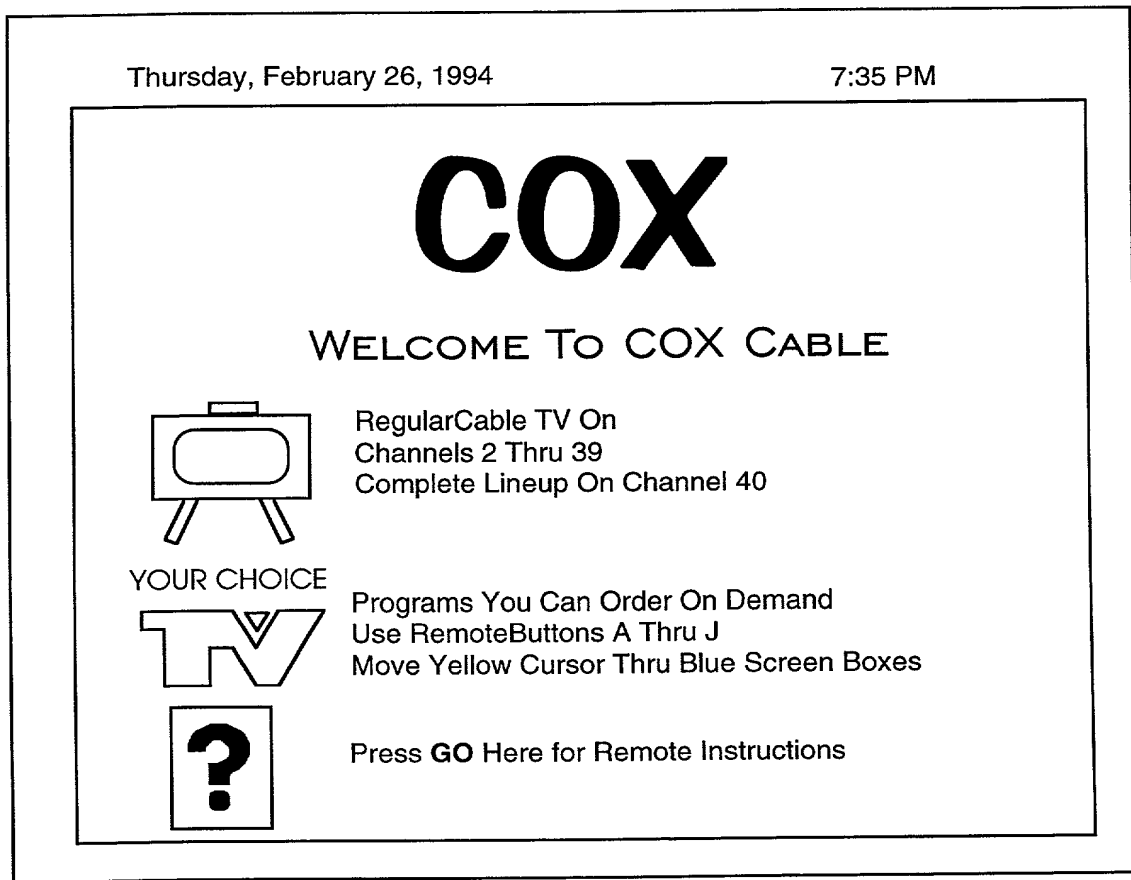 Thursday, February 26, 1994 7:35 PM
COX
WELCOME TO COX CABLE
RegularCable TV On
Channels 2 Thru 39
Complete Lineup On Channel 40
YOUR CHOICE
TV
Programs You Can Order On Demand
Use RemoteButtons A Thru J
Move Yellow Cursor Thru Blue Screen Boxes
?
Press GO Here for Remote Instructions